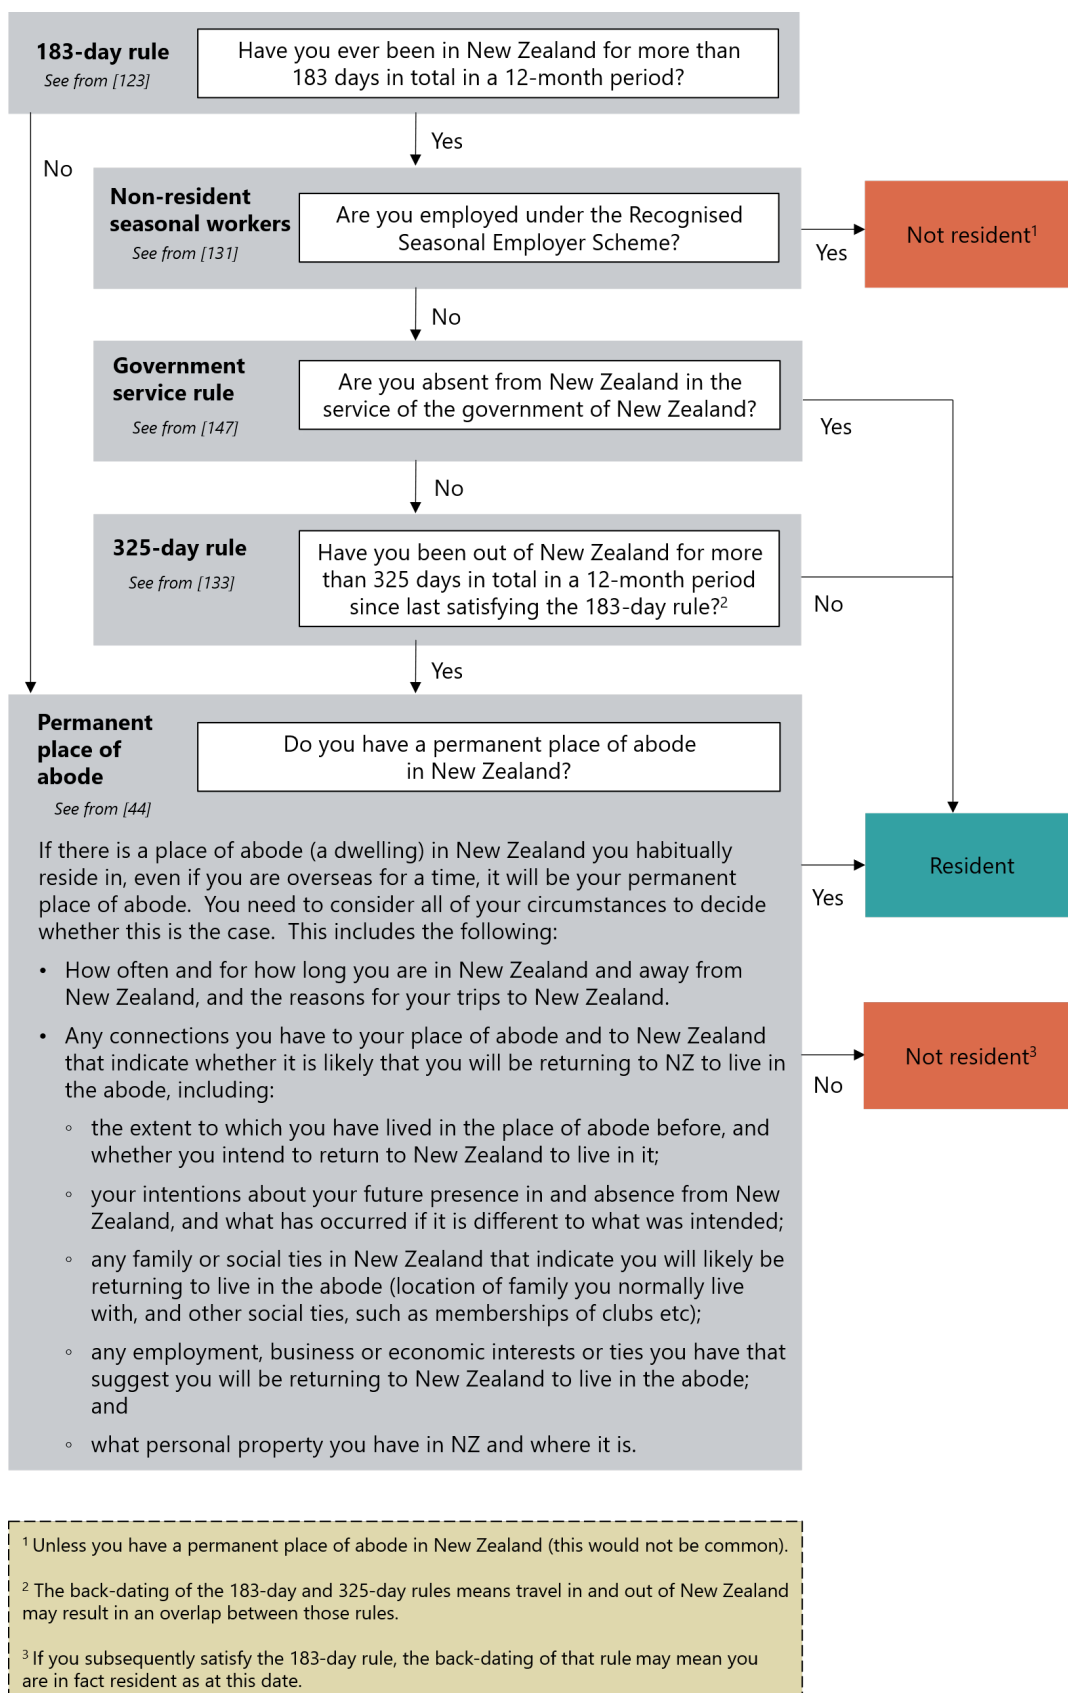 183-day rule
See from [123]
Have you ever been in New Zealand for more than
183 days in total in a 12-month period?
No
Yes
Non-resident
seasonal workers
See from [131]
Are you employed under the Recognised
Seasonal Employer Scheme?
Yes
Not resident¹
No
Government
service rule
See from [147]
Are you absent from New Zealand in the
service of the government of New Zealand?
Yes
No
325-day rule
See from [133]
Have you been out of New Zealand for more
than 325 days in total in a 12-month period
since last satisfying the 183-day rule?²
No
Yes
Permanent
place of
abode
See from [44]
Do you have a permanent place of abode
in New Zealand?
If there is a place of abode (a dwelling) in New Zealand you habitually
reside in, even if you are overseas for a time, it will be your permanent
place of abode.  You need to consider all of your circumstances to decide
whether this is the case.  This includes the following:
• How often and for how long you are in New Zealand and away from
New Zealand, and the reasons for your trips to New Zealand.
• Any connections you have to your place of abode and to New Zealand
that indicate whether it is likely that you will be returning to NZ to live in
the abode, including:
◦ the extent to which you have lived in the place of abode before, and
whether you intend to return to New Zealand to live in it;
◦ your intentions about your future presence in and absence from New
Zealand, and what has occurred if it is different to what was intended;
◦ any family or social ties in New Zealand that indicate you will likely be
returning to live in the abode (location of family you normally live
with, and other social ties, such as memberships of clubs etc);
◦ any employment, business or economic interests or ties you have that
suggest you will be returning to New Zealand to live in the abode;
and
◦ what personal property you have in NZ and where it is.
Yes
Resident
No
Not resident³
¹ Unless you have a permanent place of abode in New Zealand (this would not be common).
² The back-dating of the 183-day and 325-day rules means travel in and out of New Zealand
may result in an overlap between those rules.
³ If you subsequently satisfy the 183-day rule, the back-dating of that rule may mean you
are in fact resident as at this date.